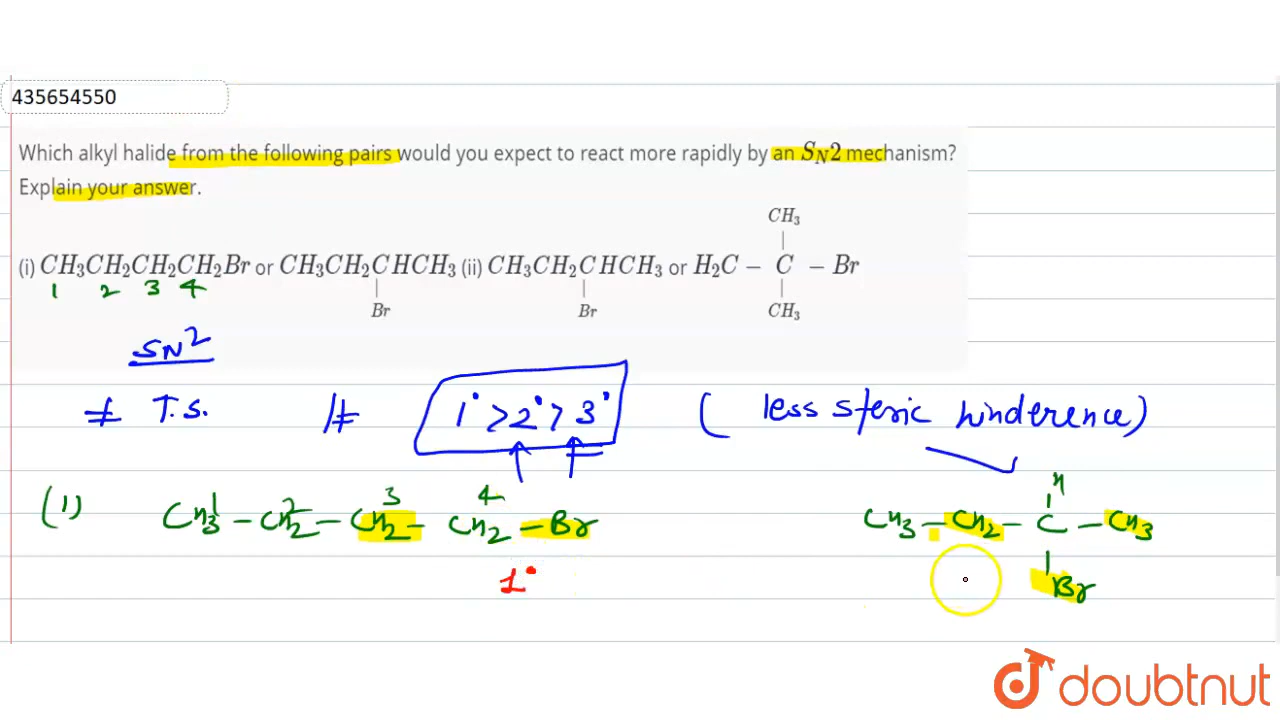 435654550
Which alkyl halide from the following pairs would you expect to react more rapidly by an S_N2 mechanism?
Explain your answer.
CH3
|
(i) CH3CH2CH2CH2Br or CH3CH2CHCH3 (ii) CH3CH2CHCH3 or H2C − C − Br
| | |
Br Br CH3
1 2 3 4
SN2
≠ T.S. 1° > 2° > 3° ( less steric hinderence)
1 2 3 4 H
(1) CH3 − CH2 − CH2 − CH2 − Br CH3 − CH2 − C − CH3
1° Br
doubtnut